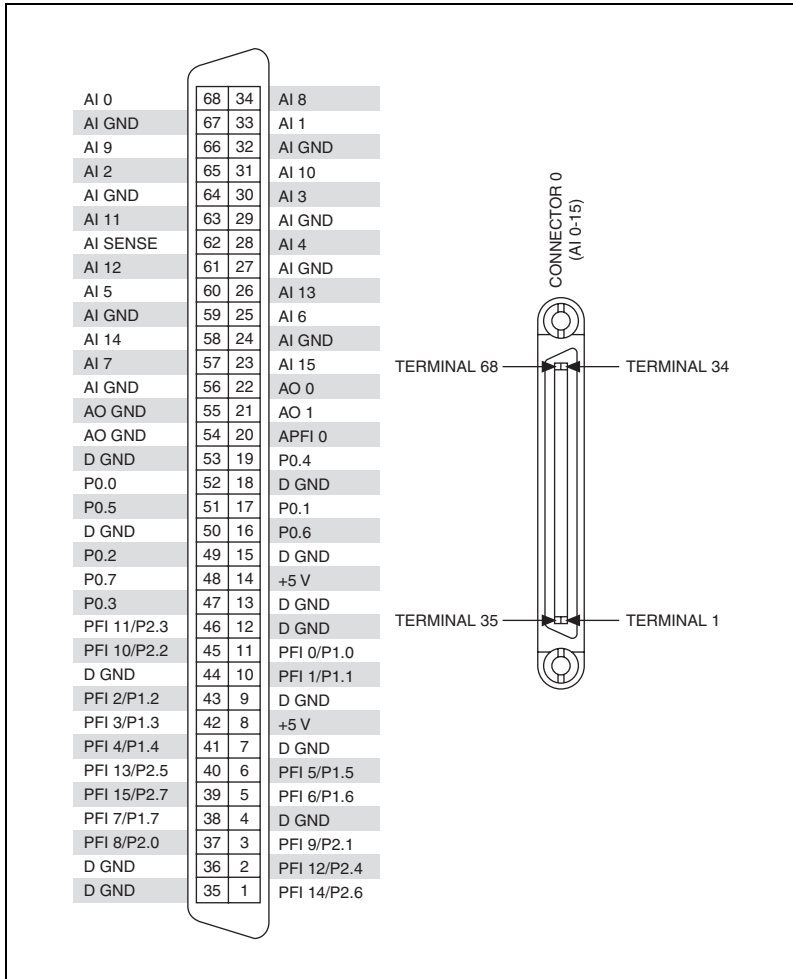 AI 0 68 34 AI 8
AI GND 67 33 AI 1
AI 9 66 32 AI GND
AI 2 65 31 AI 10
AI GND 64 30 AI 3
AI 11 63 29 AI GND
AI SENSE 62 28 AI 4
AI 12 61 27 AI GND
AI 5 60 26 AI 13
AI GND 59 25 AI 6
AI 14 58 24 AI GND
AI 7 57 23 AI 15
AI GND 56 22 AO 0
AO GND 55 21 AO 1
AO GND 54 20 APFI 0
D GND 53 19 P0.4
P0.0 52 18 D GND
P0.5 51 17 P0.1
D GND 50 16 P0.6
P0.2 49 15 D GND
P0.7 48 14 +5 V
P0.3 47 13 D GND
PFI 11/P2.3 46 12 D GND
PFI 10/P2.2 45 11 PFI 0/P1.0
D GND 44 10 PFI 1/P1.1
PFI 2/P1.2 43 9 D GND
PFI 3/P1.3 42 8 +5 V
PFI 4/P1.4 41 7 D GND
PFI 13/P2.5 40 6 PFI 5/P1.5
PFI 15/P2.7 39 5 PFI 6/P1.6
PFI 7/P1.7 38 4 D GND
PFI 8/P2.0 37 3 PFI 9/P2.1
D GND 36 2 PFI 12/P2.4
D GND 35 1 PFI 14/P2.6
CONNECTOR 0
(AI 0-15)
TERMINAL 68 TERMINAL 34
TERMINAL 35 TERMINAL 1